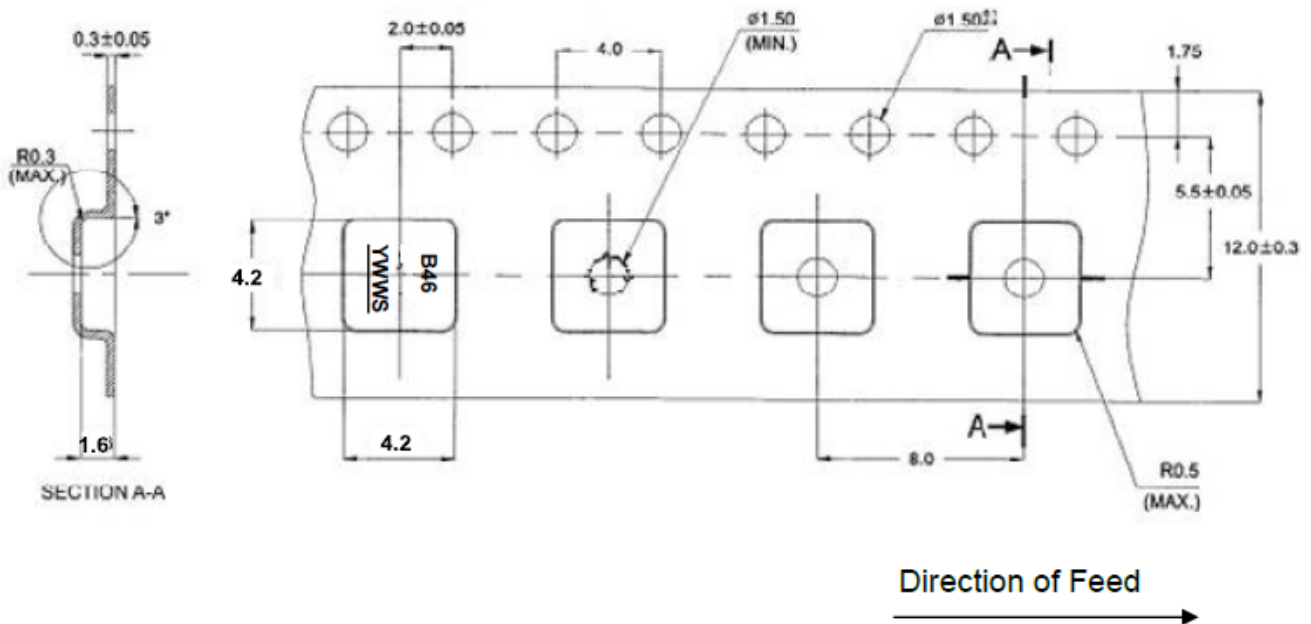 0.3±0.05
2.0±0.05
4.0
ø1.50
(MIN.)
ø1.50
A
1.75
R0.3
(MAX.)
3°
5.5±0.05
12.0±0.3
4.2
B46
YWWS
A
1.6
4.2
8.0
R0.5
(MAX.)
SECTION A-A
Direction of Feed